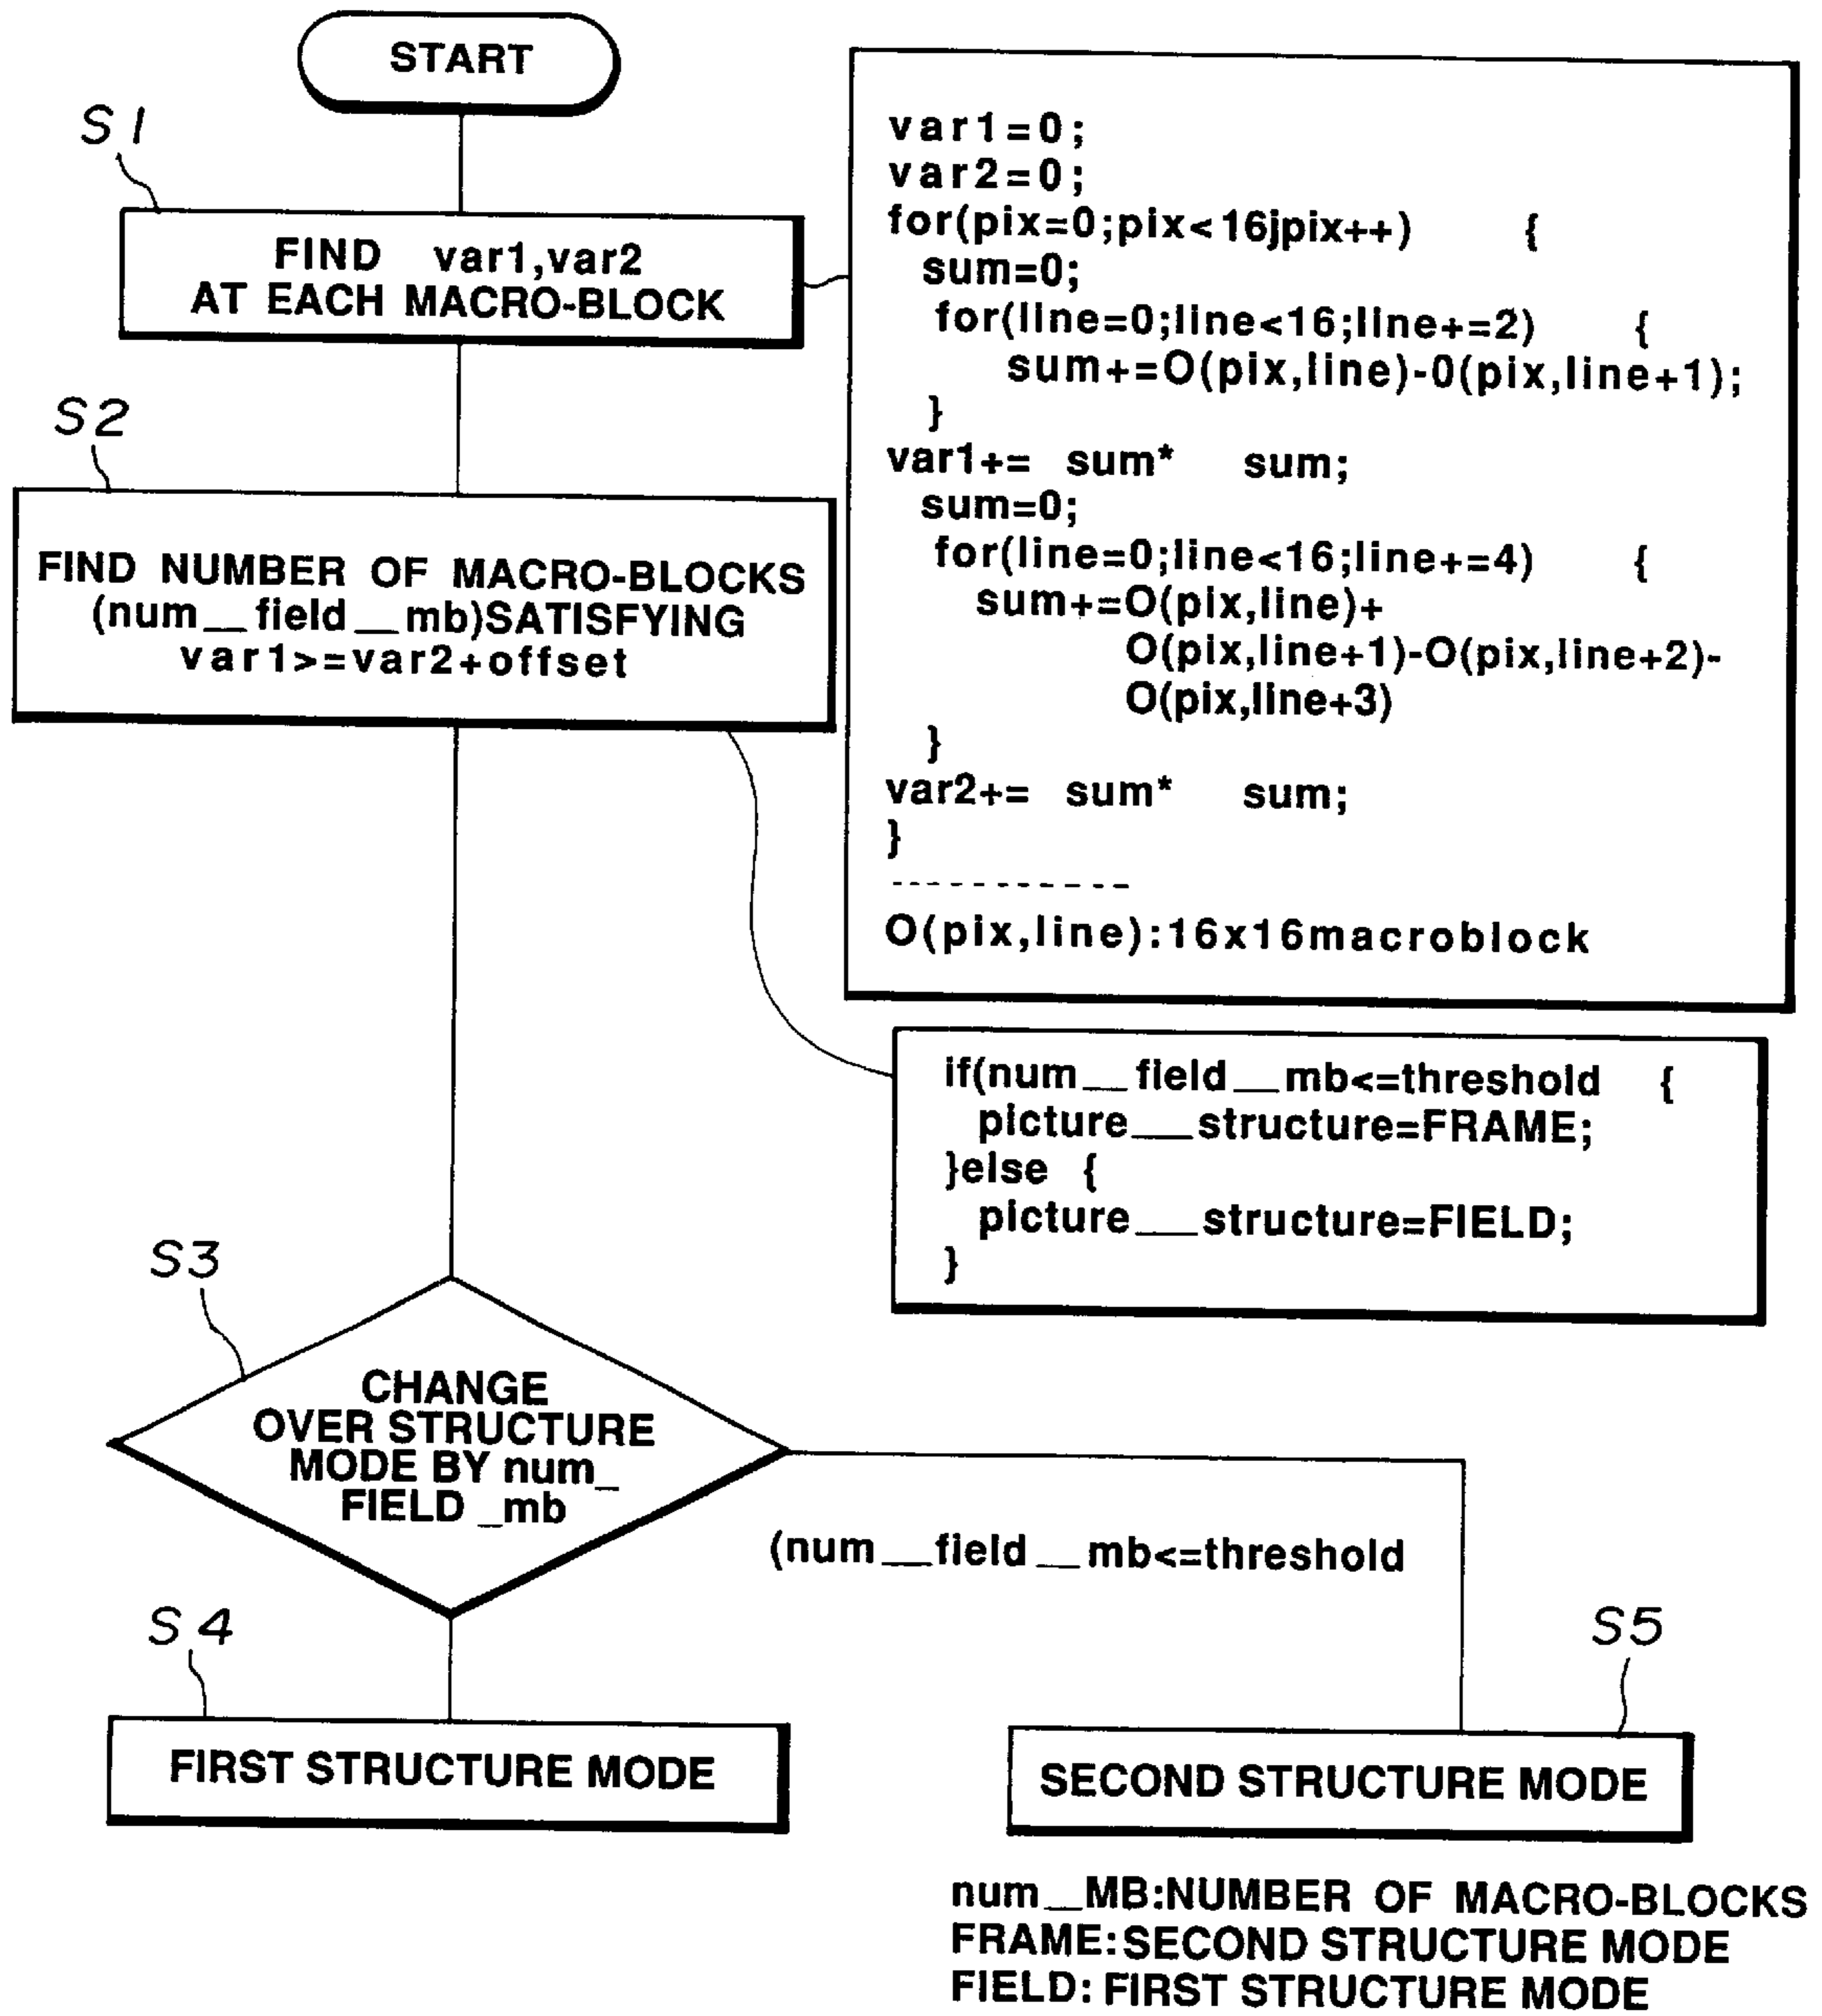 START
S1
FIND var1,var2
AT EACH MACRO-BLOCK
var1=0;
var2=0;
for(pix=0;pix<16jpix++) {
sum=0;
for(line=0;line<16;line+=2) {
sum+=O(pix,line)-0(pix,line+1);
}
var1+= sum* sum;
sum=0;
for(line=0;line<16;line+=4) {
sum+=O(pix,line)+
O(pix,line+1)-O(pix,line+2)-
O(pix,line+3)
}
var2+= sum* sum;
}
-----------
O(pix,line):16x16macroblock
S2
FIND NUMBER OF MACRO-BLOCKS
(num__field__mb)SATISFYING
var1>=var2+offset
if(num__field__mb<=threshold {
picture__structure=FRAME;
}else {
picture__structure=FIELD;
}
S3
CHANGE
OVER STRUCTURE
MODE BY num_
FIELD _mb
(num__field__mb<=threshold
S4
FIRST STRUCTURE MODE
S5
SECOND STRUCTURE MODE
num_MB:NUMBER OF MACRO-BLOCKS
FRAME:SECOND STRUCTURE MODE
FIELD: FIRST STRUCTURE MODE